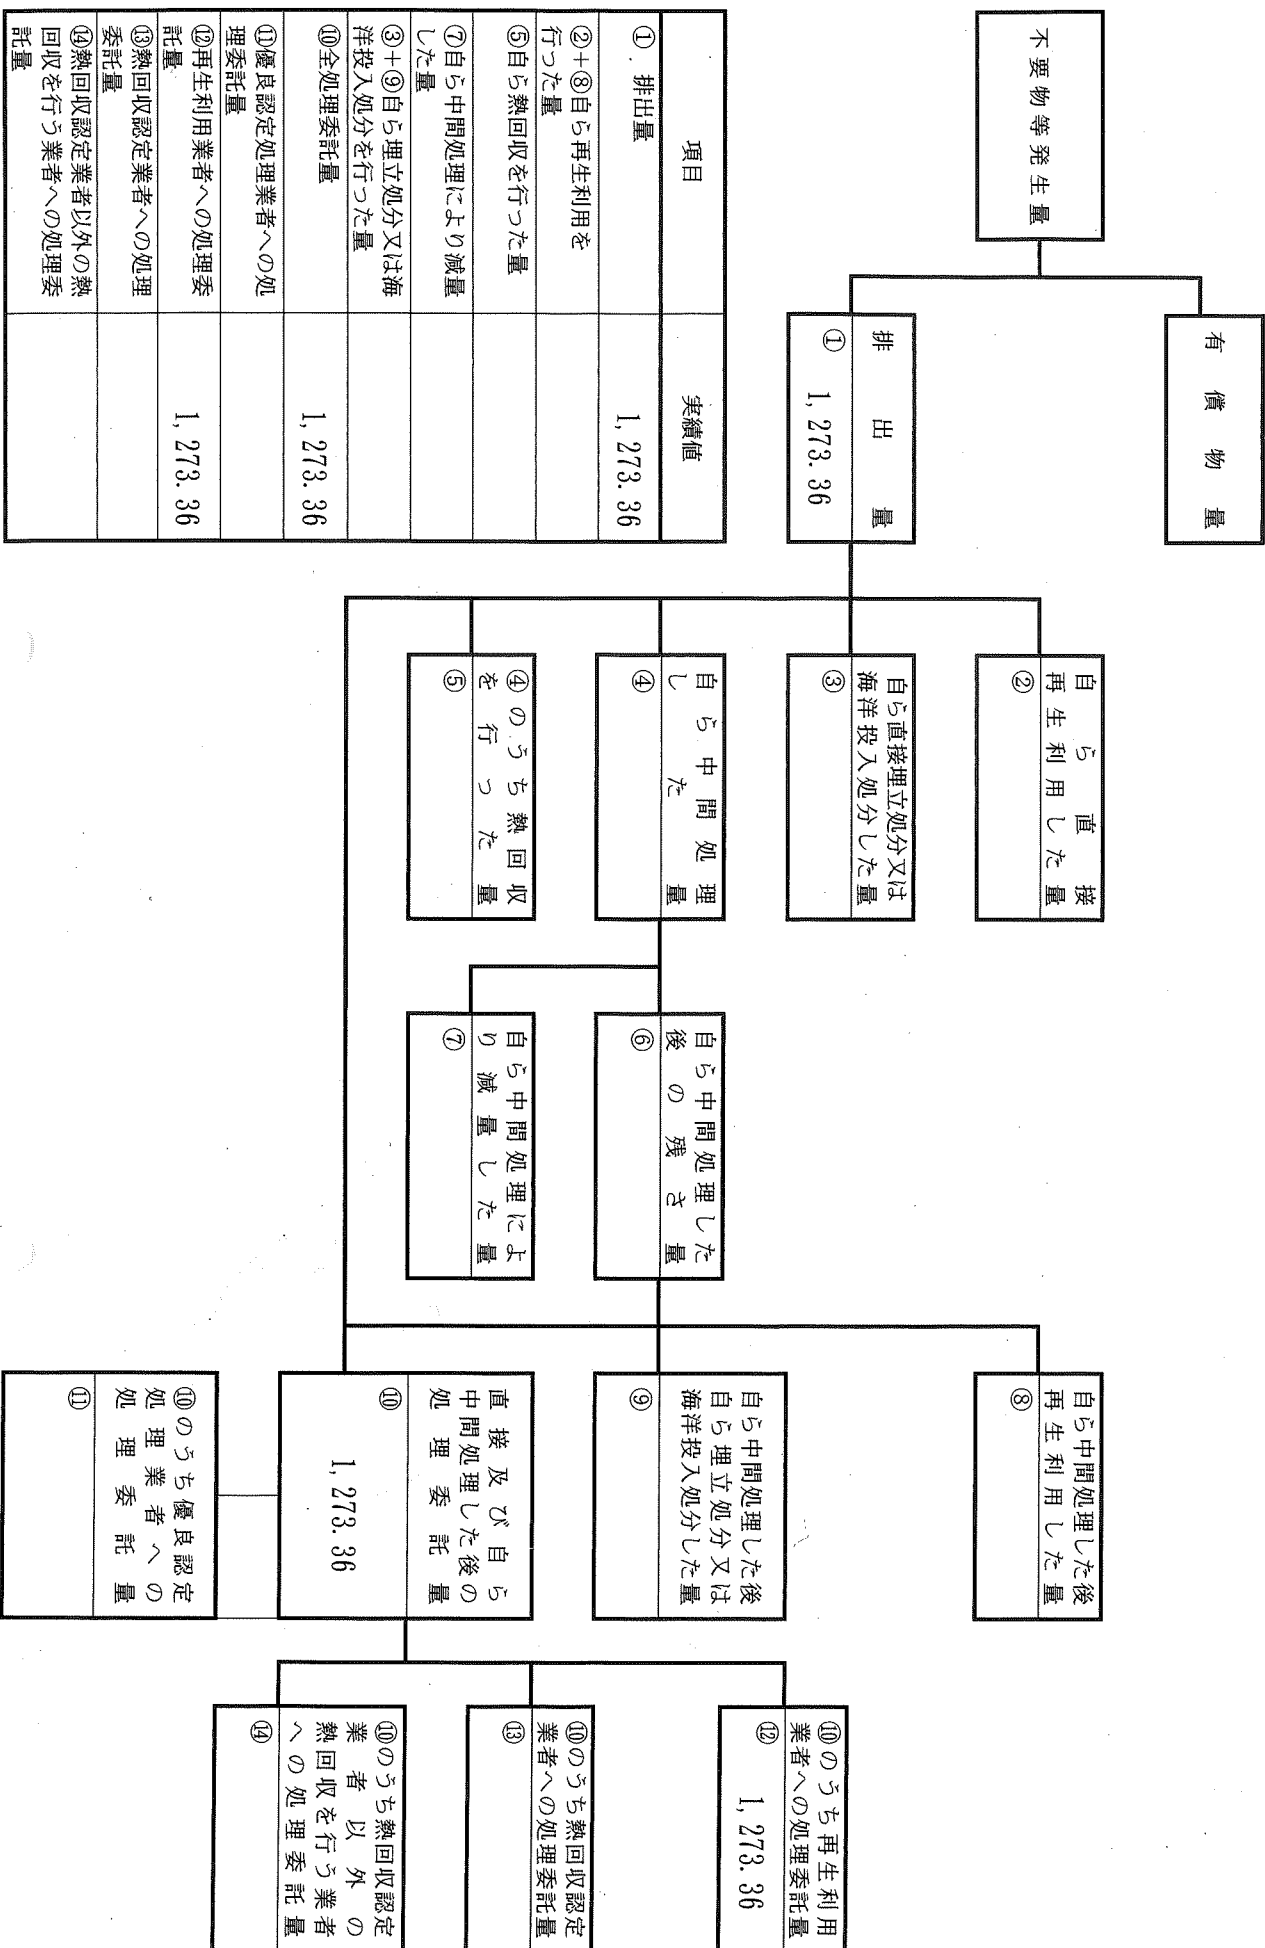 有償物量
不要物等発生量
排出量
① 1,273.36
自ら直接
再生利用した量
②
自ら直接埋立処分又は
海洋投入処分した量
③
自ら中間処理
した量
④
④のうち熱回収
を行った量
⑤
自ら中間処理した
後の残さ量
⑥
自ら中間処理によ
り減量した量
⑦
自ら中間処理した後
再生利用した量
⑧
自ら中間処理した後
自ら埋立処分又は
海洋投入処分した量
⑨
直接及び自ら
中間処理した後の
処理委託量
⑩
1,273.36
⑩のうち優良認定
処理業者への
処理委託量
⑪
⑩のうち再生利用
業者への処理委託量
⑫
1,273.36
⑩のうち熱回収認定
業者への処理委託量
⑬
⑩のうち熱回収認定
業者以外の
熱回収を行う業者
への処理委託量
⑭
項目 実績値
① 排出量 1,273.36
②+⑧自ら再生利用を
行った量
⑤自ら熱回収を行った量
⑦自ら中間処理により減量
した量
③+⑨自ら埋立処分又は海
洋投入処分を行った量
⑩全処理委託量 1,273.36
⑪優良認定処理業者への処
理委託量
⑫再生利用業者への処理委
託量 1,273.36
⑬熱回収認定業者への処理
委託量
⑭熱回収認定業者以外の熱
回収を行う業者への処理委
託量